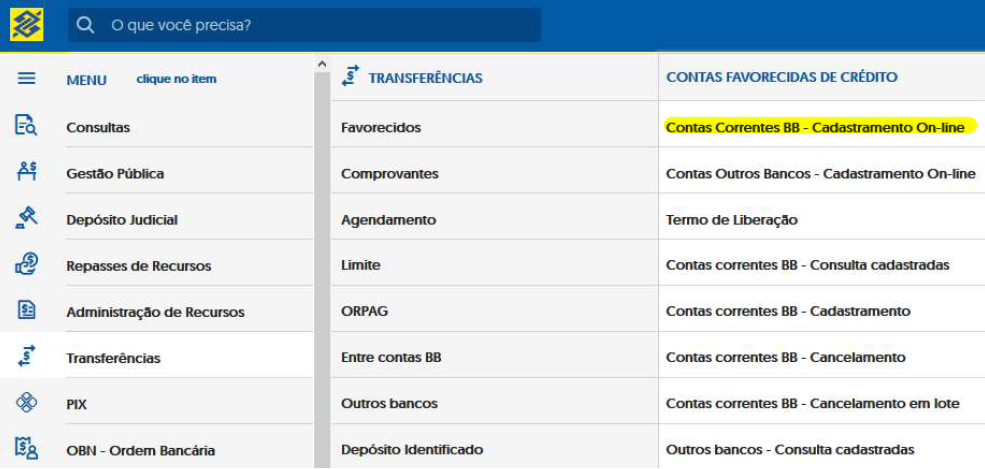 O que você precisa?
MENU clique no item
Consultas
Gestão Pública
Depósito Judicial
Repasses de Recursos
Administração de Recursos
Transferências
PIX
OBN - Ordem Bancária
TRANSFERÊNCIAS
Favorecidos
Comprovantes
Agendamento
Limite
ORPAG
Entre contas BB
Outros bancos
Depósito Identificado
CONTAS FAVORECIDAS DE CRÉDITO
Contas Correntes BB - Cadastramento On-line
Contas Outros Bancos - Cadastramento On-line
Termo de Liberação
Contas correntes BB - Consulta cadastradas
Contas correntes BB - Cadastramento
Contas correntes BB - Cancelamento
Contas correntes BB - Cancelamento em lote
Outros bancos - Consulta cadastradas